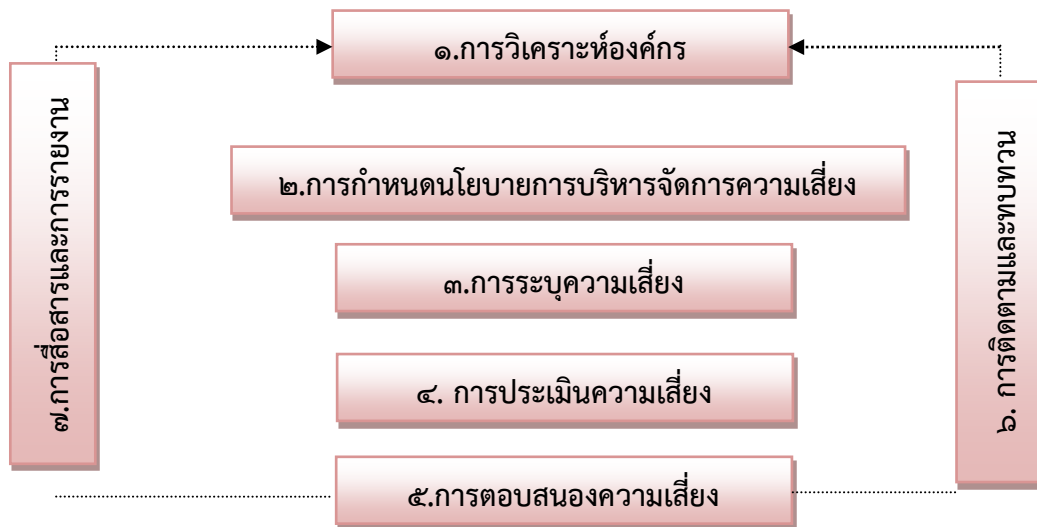 ๑.การวิเคราะห์องค์กร
๒.การกำหนดนโยบายการบริหารจัดการความเสี่ยง
๓.การระบุความเสี่ยง
๔. การประเมินความเสี่ยง
๕.การตอบสนองความเสี่ยง
๖. การติดตามและทบทวน
๗.การสื่อสารและการรายงาน